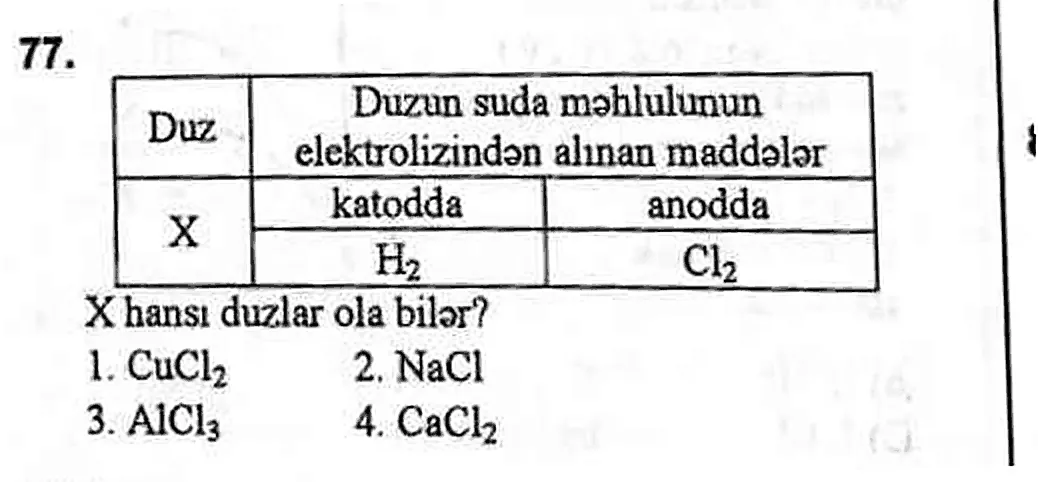 77.
Duz
Duzun suda məhlulunun
elektrolizindən alınan maddələr
X
katodda anodda
H₂ Cl₂
X hansı duzlar ola bilər?
1. CuCl₂ 2. NaCl
3. AlCl₃ 4. CaCl₂